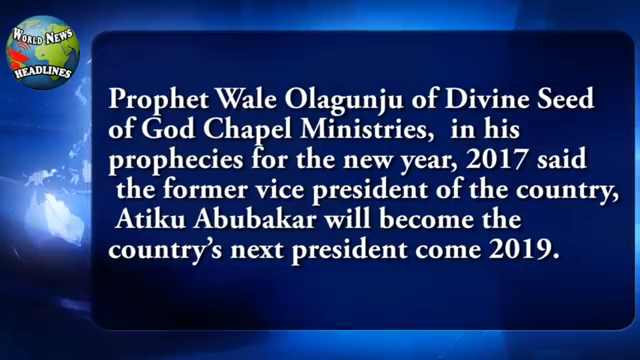 WORLD NEWS
HEADLINES
Prophet Wale Olagunju of Divine Seed
of God Chapel Ministries, in his
prophecies for the new year, 2017 said
the former vice president of the country,
Atiku Abubakar will become the
country's next president come 2019.